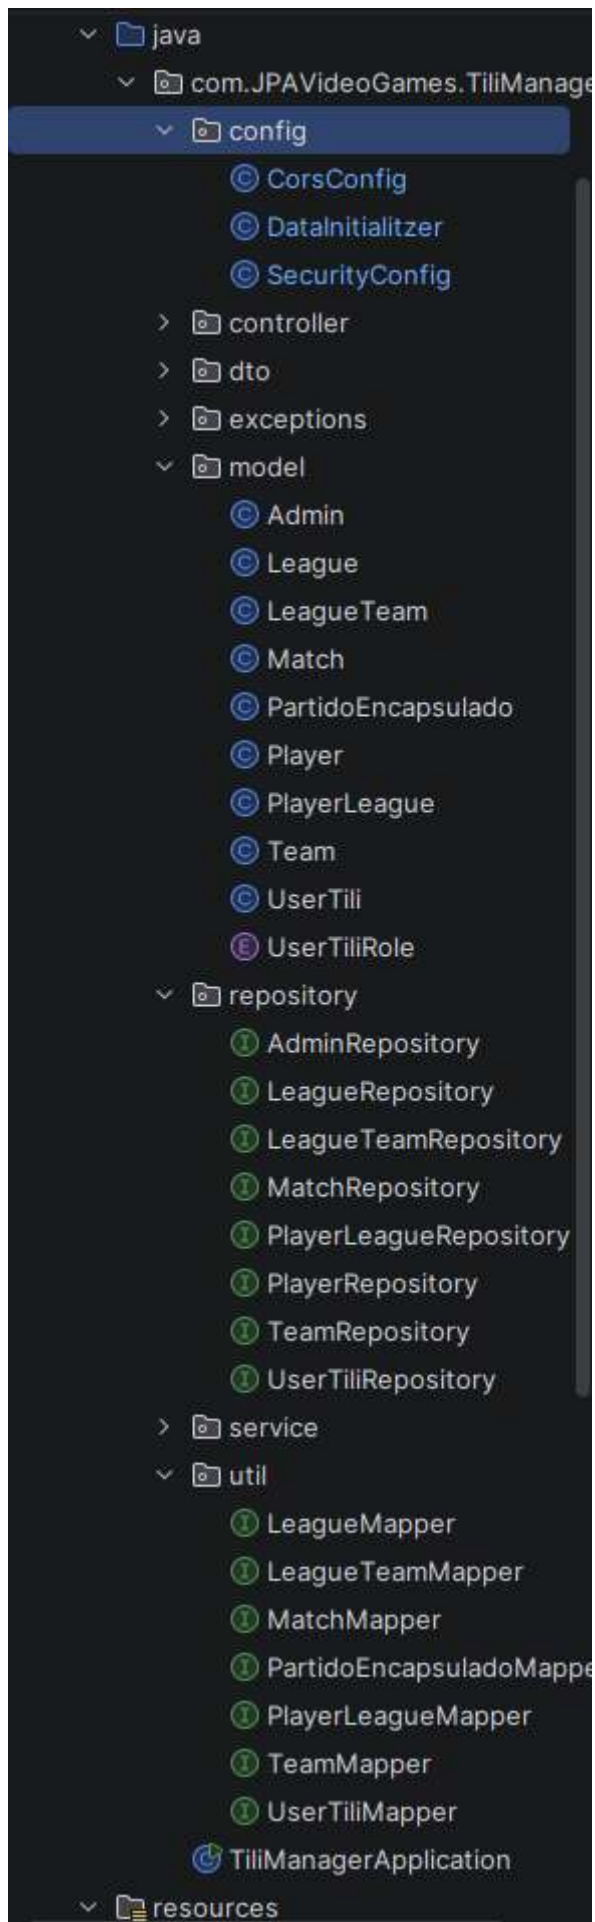 java
com.JPAVideoGames.TiliManage
config
CorsConfig
DataInitialitzer
SecurityConfig
controller
dto
exceptions
model
Admin
League
LeagueTeam
Match
PartidoEncapsulado
Player
PlayerLeague
Team
UserTili
UserTiliRole
repository
AdminRepository
LeagueRepository
LeagueTeamRepository
MatchRepository
PlayerLeagueRepository
PlayerRepository
TeamRepository
UserTiliRepository
service
util
LeagueMapper
LeagueTeamMapper
MatchMapper
PartidoEncapsuladoMappe
PlayerLeagueMapper
TeamMapper
UserTiliMapper
TiliManagerApplication
resources